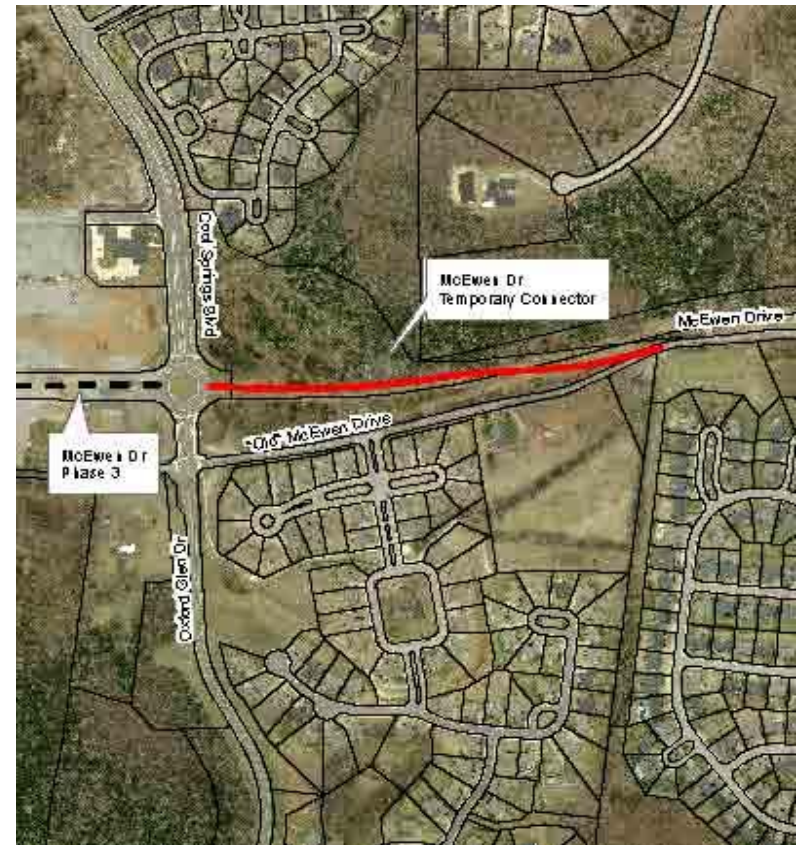 Cool Springs Blvd
McEwen Dr
Temporary Connector
McEwen Drive
"Old" McEwen Drive
McEwen Dr
Phase 3
Oxford Glen Dr